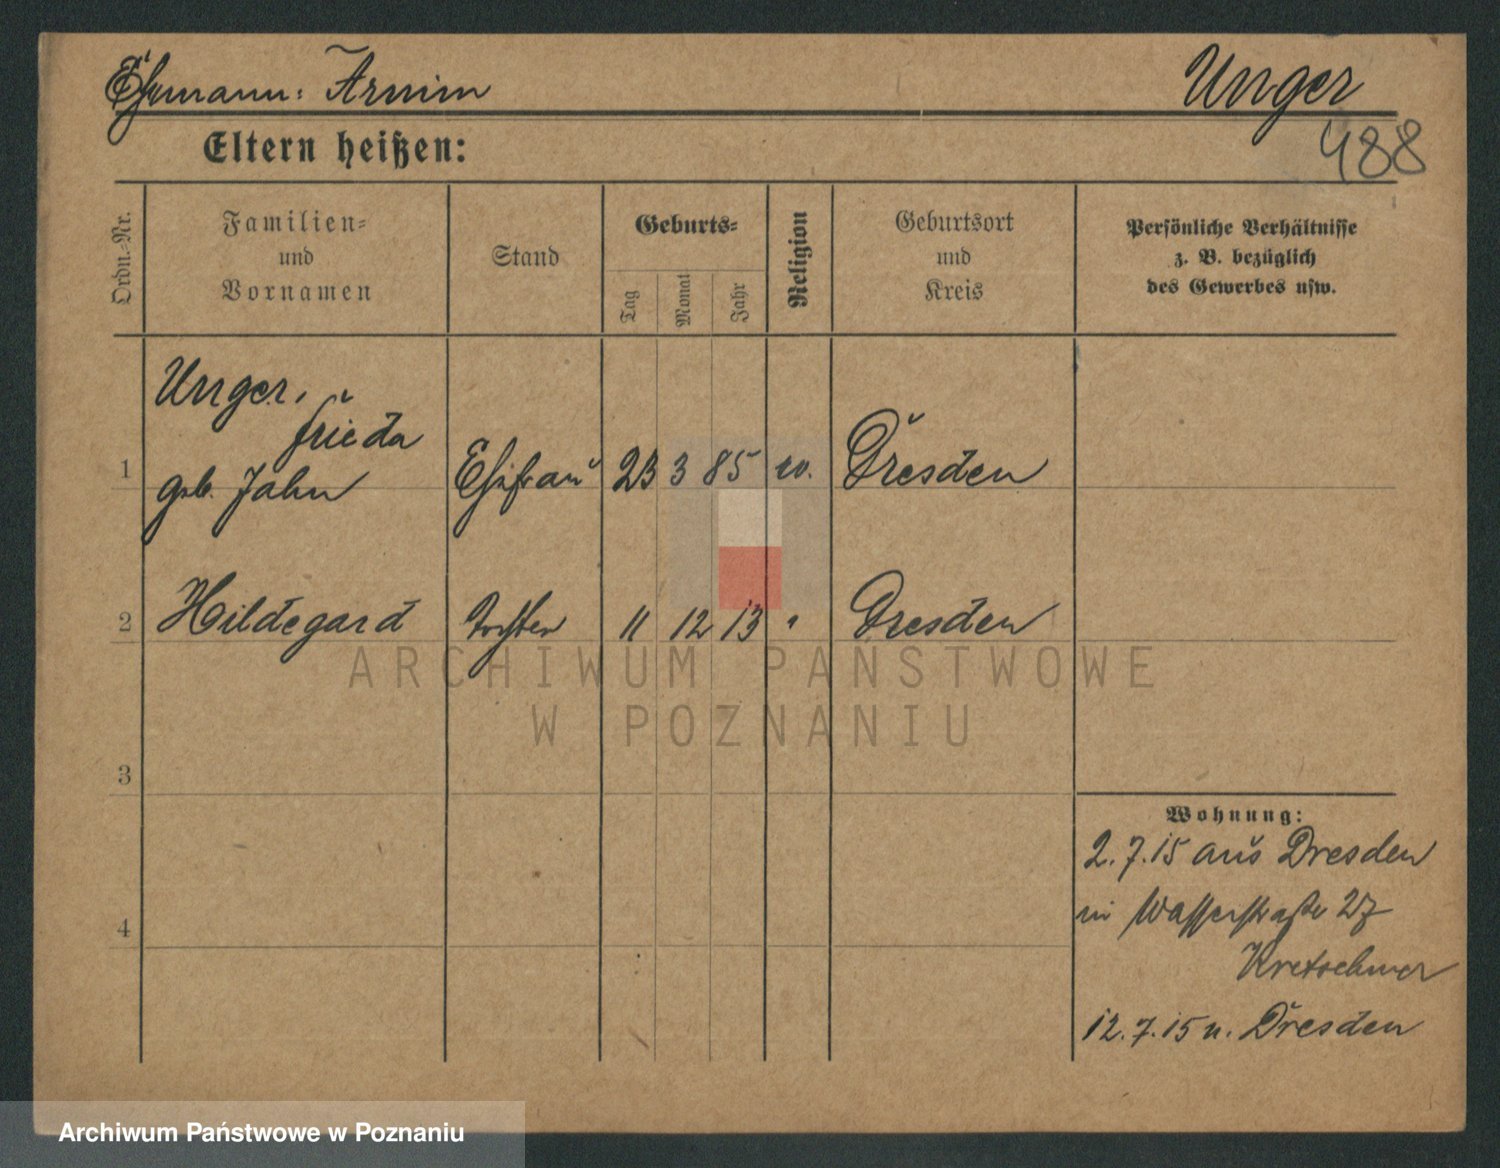 Ehemann: Armin Unger
488
Eltern heißen:
Ordn.-Nr.
Familien-
und
Vornamen
Stand
Geburts-
Tag
Monat
Jahr
Religion
Geburtsort
und
Kreis
Persönliche Verhältnisse
z. B. bezüglich
des Gewerbes usw.
Unger,
Frieda
1 geb. Jahn Ehefrau 23 3 85 ev. Dresden
2 Hildegard Tochter 11 12 13 " Dresden
ARCHIWUM PAŃSTWOWE
W POZNANIU
3
4
Wohnung:
2.7.15 aus Dresden
in Wasserstraße 27
Kretschmer
12.7.15 n. Dresden
Archiwum Państwowe w Poznaniu